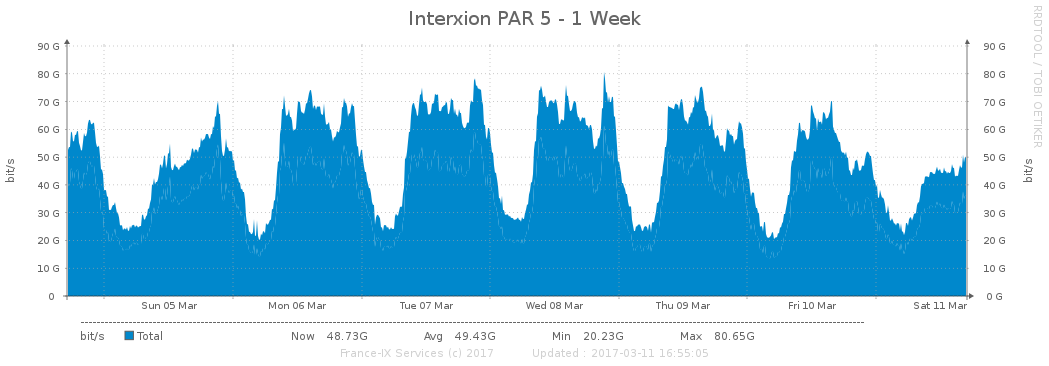 Interxion PAR 5 - 1 Week
RRDTOOL / TOBI OETIKER
90 G 90 G
80 G 80 G
70 G 70 G
60 G 60 G
50 G 50 G
40 G 40 G
30 G 30 G
20 G 20 G
10 G 10 G
0 0 G
bit/s
bit/s
Sun 05 Mar Mon 06 Mar Tue 07 Mar Wed 08 Mar Thu 09 Mar Fri 10 Mar Sat 11 Mar
bit/s Total Now 48.73G Avg 49.43G Min 20.23G Max 80.65G
France-IX Services (c) 2017 Updated : 2017-03-11 16:55:05